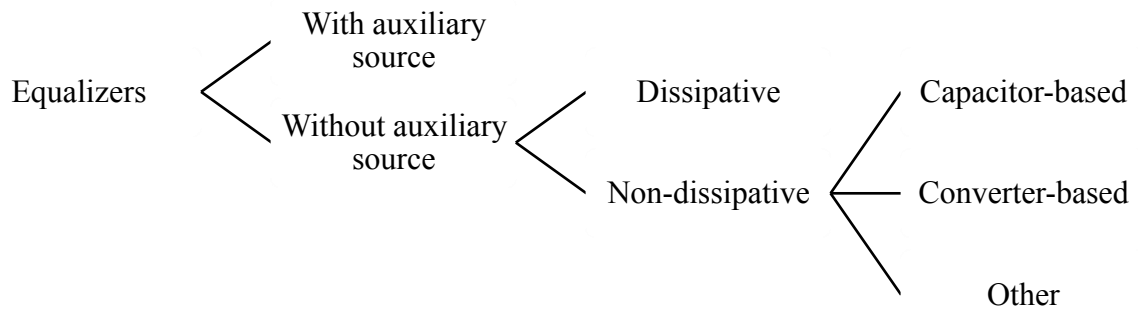 Equalizers
With auxiliary
source
Without auxiliary
source
Dissipative
Non-dissipative
Capacitor-based
Converter-based
Other